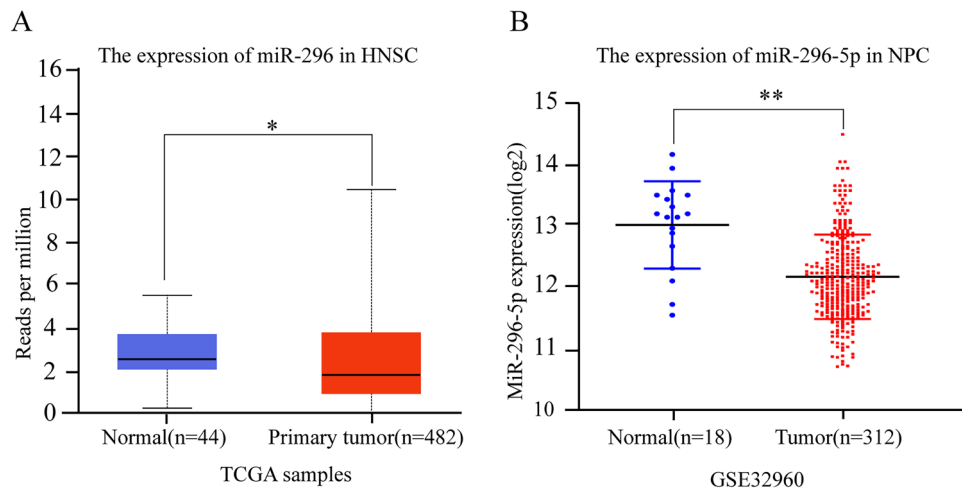 A
The expression of miR-296 in HNSC
16
14
12
10
8
6
4
2
0
Reads per million
*
Normal(n=44)
Primary tumor(n=482)
TCGA samples
B
The expression of miR-296-5p in NPC
15
14
13
12
11
10
MiR-296-5p expression(log2)
**
Normal(n=18)
Tumor(n=312)
GSE32960